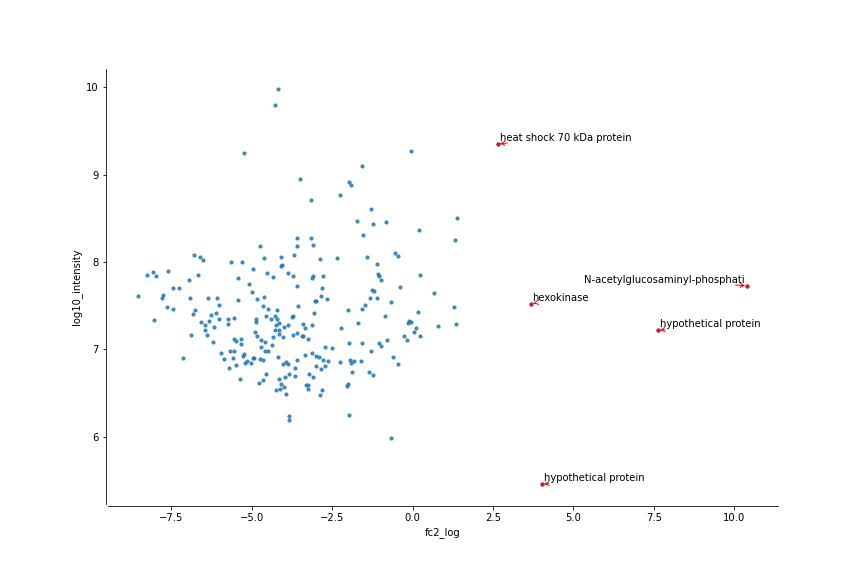 10
heat shock 70 kDa protein
9
8
N-acetylglucosaminyl-phosphati
hexokinase
hypothetical protein
7
6
hypothetical protein
log10_intensity
−7.5 −5.0 −2.5 0.0 2.5 5.0 7.5 10.0
fc2_log